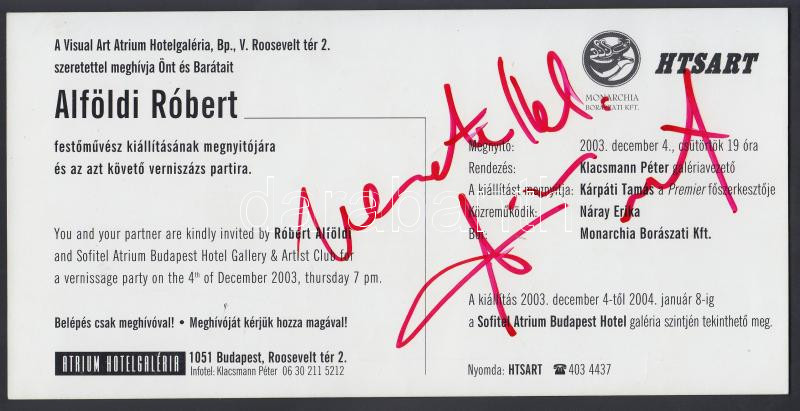 A Visual Art Atrium Hotelgaléria, Bp., V. Roosevelt tér 2.
szeretettel meghívja Önt és Barátait
Alföldi Róbert
festőművész kiállításának megnyitójára
és az azt követő verniszázs partira.
You and your partner are kindly invited by Róbert Alföldi
and Sofitel Atrium Budapest Hotel Gallery & Artist Club for
a vernissage party on the 4th of December 2003, thursday 7 pm.
Belépés csak meghívóval! • Meghívóját kérjük hozza magával!
ATRIUM HOTELGALÉRIA
1051 Budapest, Roosevelt tér 2.
Infotel: Klacsmann Péter 06 30 211 5212
MONARCHIA
BORÁSZATI KFT.
HTSART
Megnyitó: 2003. december 4., csütörtök 19 óra
Rendezés: Klacsmann Péter galériavezető
A kiállítást megnyitja: Kárpáti Tamás a Premier főszerkesztője
Közreműködik: Náray Erika
Bor: Monarchia Borászati Kft.
A kiállítás 2003. december 4-től 2004. január 8-ig
a Sofitel Atrium Budapest Hotel galéria szintjén tekinthető meg.
Nyomda: HTSART ☎403 4437
Szeretettel
darabanth